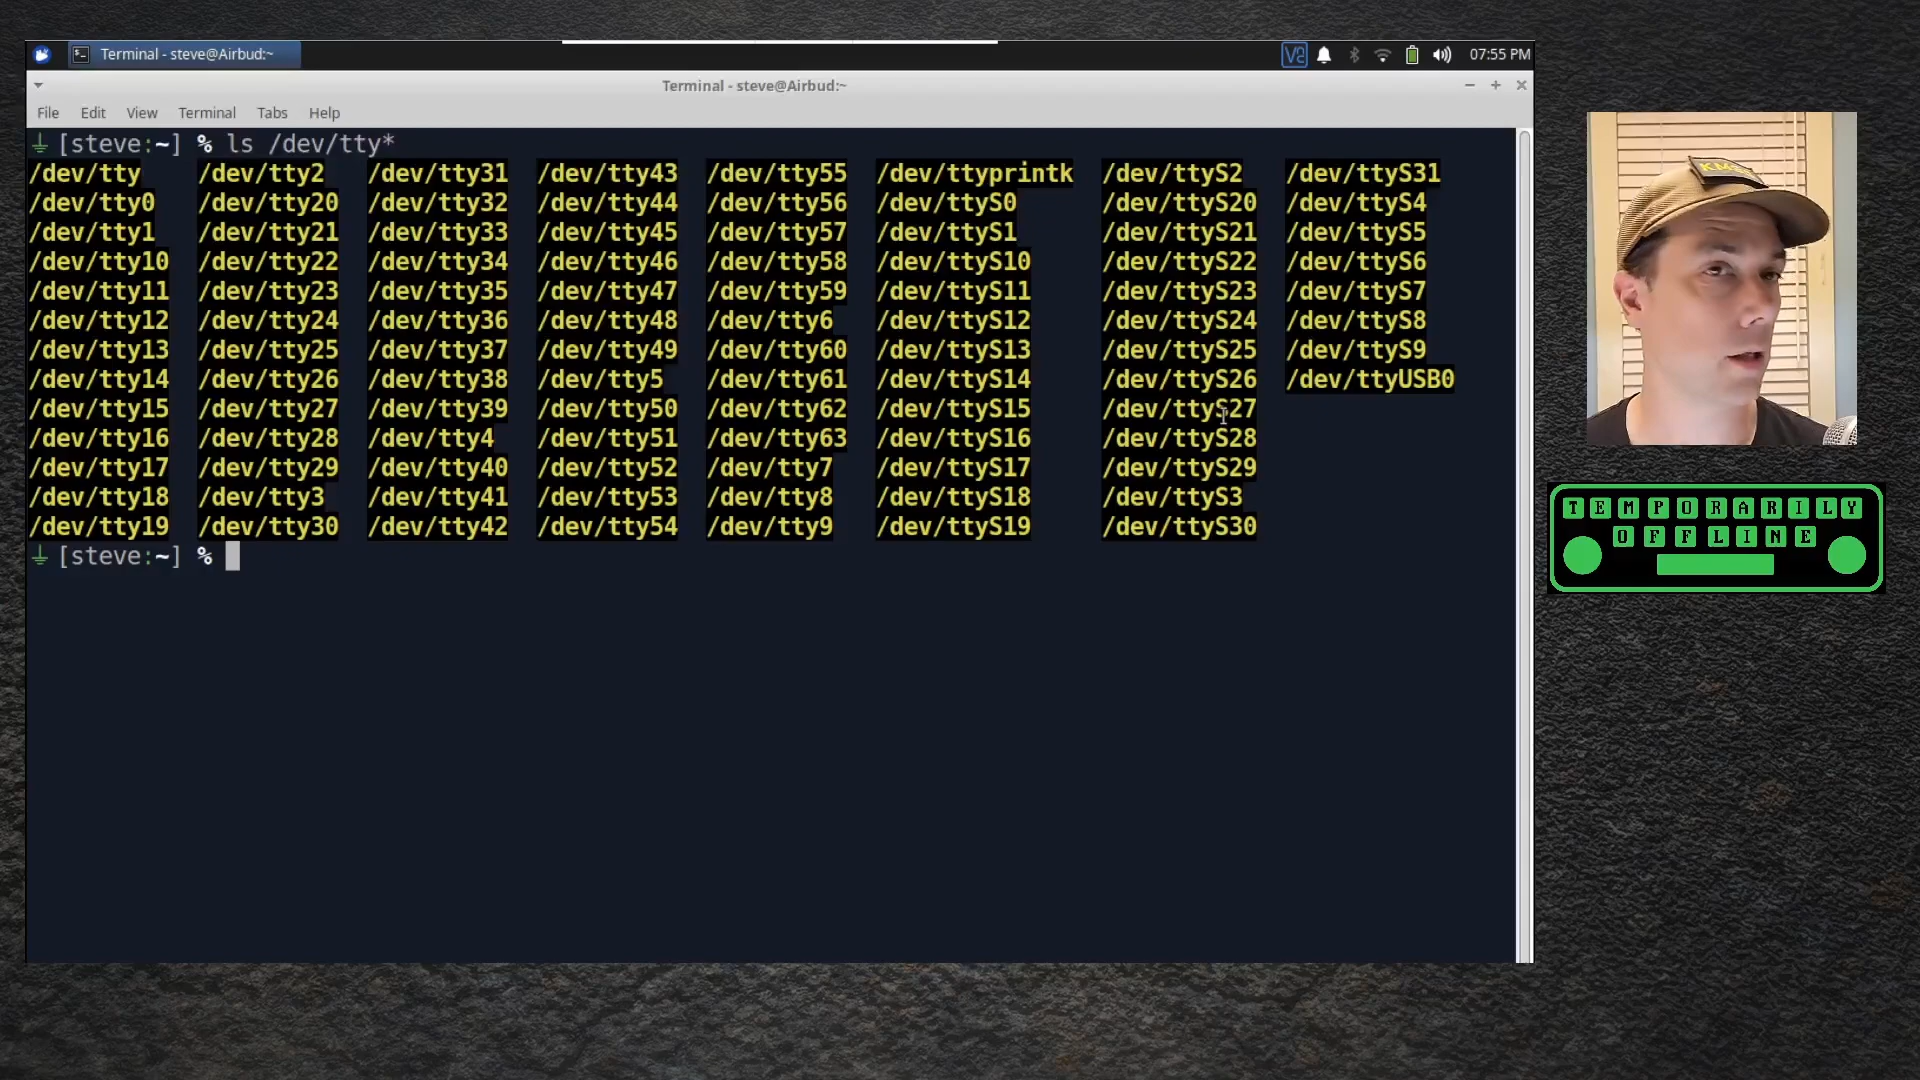 Terminal - steve@Airbud:~
07:55 PM
Terminal - steve@Airbud:~
File Edit View Terminal Tabs Help
[steve:~] % ls /dev/tty*
/dev/tty /dev/tty2 /dev/tty31 /dev/tty43 /dev/tty55 /dev/ttyprintk /dev/ttyS2 /dev/ttyS31
/dev/tty0 /dev/tty20 /dev/tty32 /dev/tty44 /dev/tty56 /dev/ttyS0 /dev/ttyS20 /dev/ttyS4
/dev/tty1 /dev/tty21 /dev/tty33 /dev/tty45 /dev/tty57 /dev/ttyS1 /dev/ttyS21 /dev/ttyS5
/dev/tty10 /dev/tty22 /dev/tty34 /dev/tty46 /dev/tty58 /dev/ttyS10 /dev/ttyS22 /dev/ttyS6
/dev/tty11 /dev/tty23 /dev/tty35 /dev/tty47 /dev/tty59 /dev/ttyS11 /dev/ttyS23 /dev/ttyS7
/dev/tty12 /dev/tty24 /dev/tty36 /dev/tty48 /dev/tty6 /dev/ttyS12 /dev/ttyS24 /dev/ttyS8
/dev/tty13 /dev/tty25 /dev/tty37 /dev/tty49 /dev/tty60 /dev/ttyS13 /dev/ttyS25 /dev/ttyS9
/dev/tty14 /dev/tty26 /dev/tty38 /dev/tty5 /dev/tty61 /dev/ttyS14 /dev/ttyS26 /dev/ttyUSB0
/dev/tty15 /dev/tty27 /dev/tty39 /dev/tty50 /dev/tty62 /dev/ttyS15 /dev/ttyS27
/dev/tty16 /dev/tty28 /dev/tty4 /dev/tty51 /dev/tty63 /dev/ttyS16 /dev/ttyS28
/dev/tty17 /dev/tty29 /dev/tty40 /dev/tty52 /dev/tty7 /dev/ttyS17 /dev/ttyS29
/dev/tty18 /dev/tty3 /dev/tty41 /dev/tty53 /dev/tty8 /dev/ttyS18 /dev/ttyS3
/dev/tty19 /dev/tty30 /dev/tty42 /dev/tty54 /dev/tty9 /dev/ttyS19 /dev/ttyS30
[steve:~] %
TEMPORARILY
OFFLINE